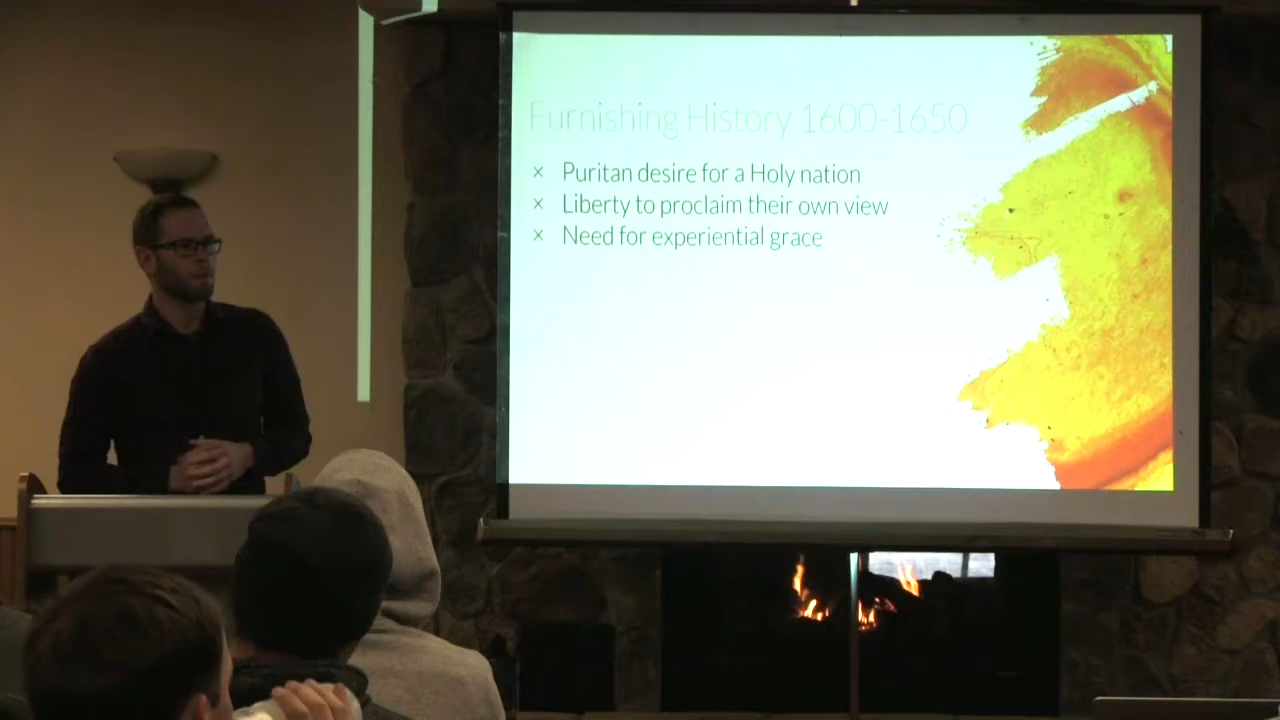 Furnishing History 1600-1650
× Puritan desire for a Holy nation
× Liberty to proclaim their own view
× Need for experiential grace